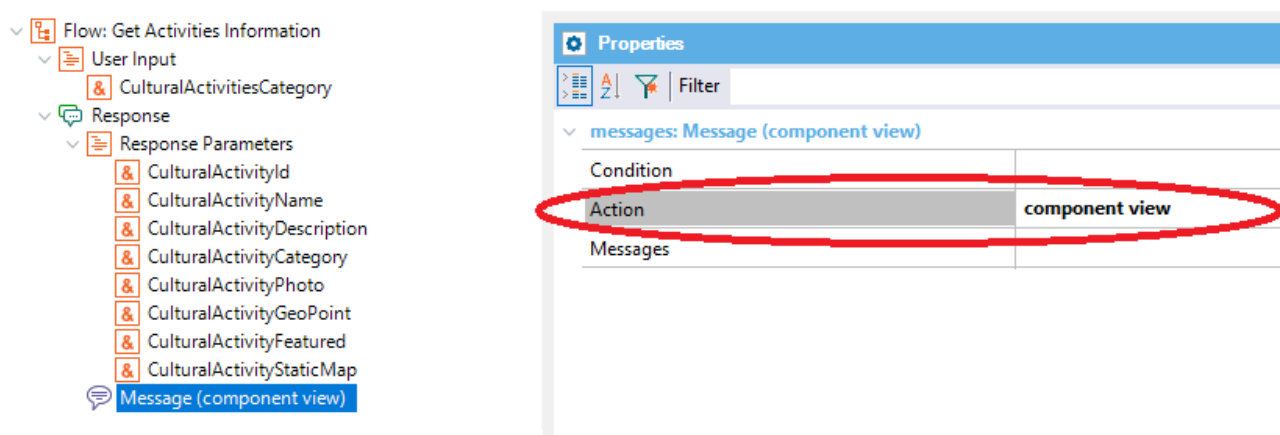 Flow: Get Activities Information
User Input
& CulturalActivitiesCategory
Response
Response Parameters
& CulturalActivityId
& CulturalActivityName
& CulturalActivityDescription
& CulturalActivityCategory
& CulturalActivityPhoto
& CulturalActivityGeoPoint
& CulturalActivityFeatured
& CulturalActivityStaticMap
Message (component view)
Properties
A Z Filter
messages: Message (component view)
Condition
Action component view
Messages